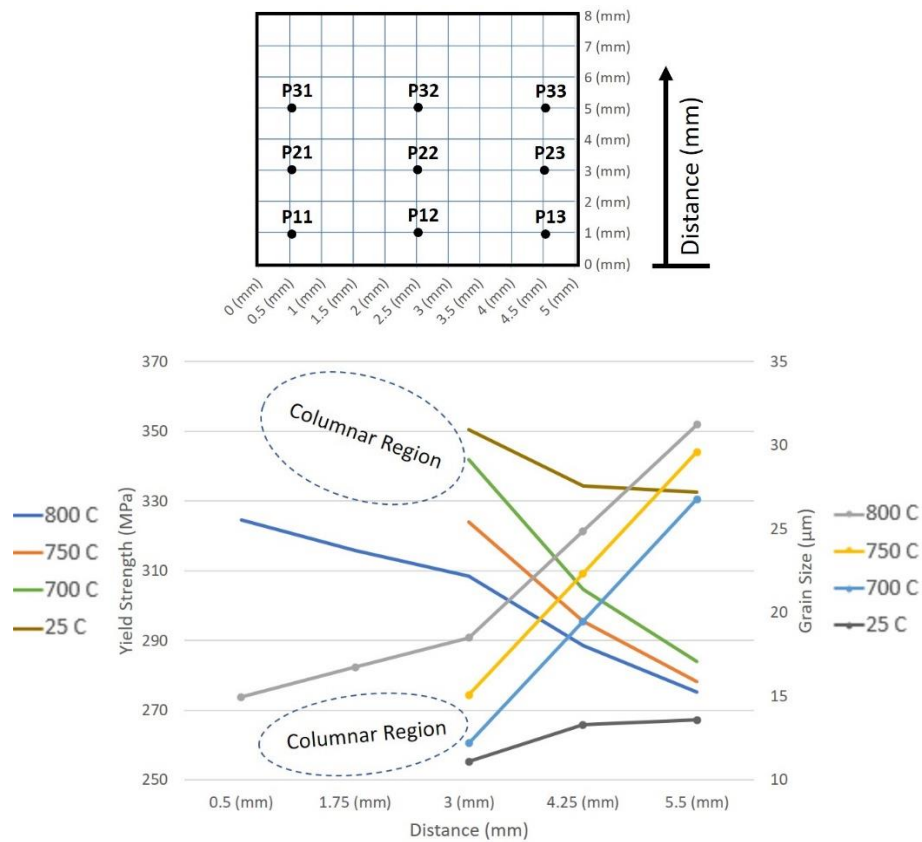 8 (mm)
7 (mm)
6 (mm)
P31 P32 P33
5 (mm)
4 (mm)
P21 P22 P23
3 (mm)
2 (mm)
P11 P12 P13
1 (mm)
0 (mm)
Distance (mm)
0 (mm)
0.5 (mm)
1 (mm)
1.5 (mm)
2 (mm)
2.5 (mm)
3 (mm)
3.5 (mm)
4 (mm)
4.5 (mm)
5 (mm)
370
350
330
310
290
270
250
Yield Strength (MPa)
800 C
750 C
700 C
25 C
Columnar Region
Columnar Region
35
30
25
20
15
10
Grain Size (μm)
800 C
750 C
700 C
25 C
0.5 (mm) 1.75 (mm) 3 (mm) 4.25 (mm) 5.5 (mm)
Distance (mm)